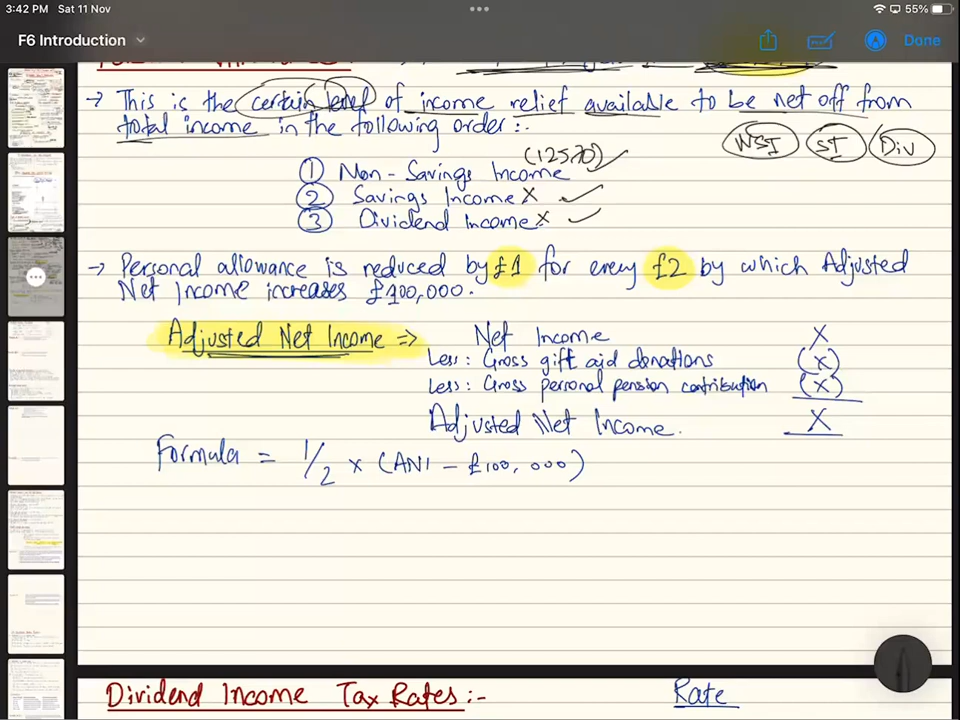 3:42 PM Sat 11 Nov
55%
F6 Introduction
Done
→ This is the certain level of income relief available to be net off from
total income in the following order:-
NSI ST Div
(12570)
① Non-Savings Income
② Savings Income x
③ Dividend Income x
→ Personal allowance is reduced by £1 for every £2 by which Adjusted
Net Income increases £100,000.
Adjusted Net Income => Net Income X
Less: Gross gift aid donations (x)
Less: Gross personal pension contribution (x)
Adjusted Net Income. X
Formula = 1/2 x (ANI - £100,000)
Dividend Income Tax Rates:- Rate